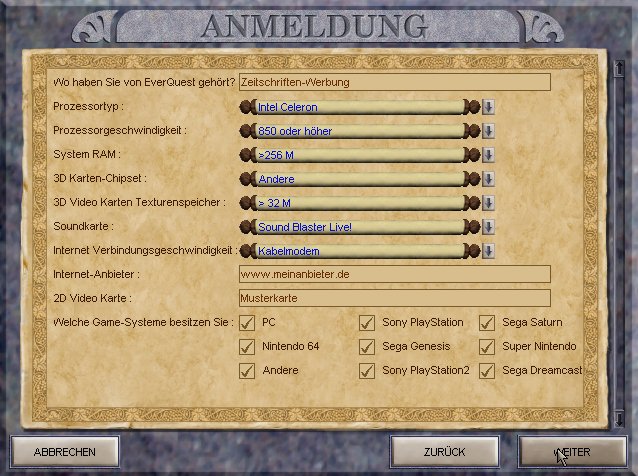 ANMELDUNG
Wo haben Sie von EverQuest gehört? Zeitschriften-Werbung
Prozessortyp : Intel Celeron
Prozessorgeschwindigkeit : 850 oder höher
System RAM : >256 M
3D Karten-Chipset : Andere
3D Video Karten Texturenspeicher : > 32 M
Soundkarte : Sound Blaster Live!
Internet Verbindungsgeschwindigkeit : Kabelmodem
Internet-Anbieter : www.meinanbieter.de
2D Video Karte : Musterkarte
Welche Game-Systeme besitzen Sie : PC Sony PlayStation Sega Saturn
Nintendo 64 Sega Genesis Super Nintendo
Andere Sony PlayStation2 Sega Dreamcast
ABBRECHEN ZURÜCK WEITER